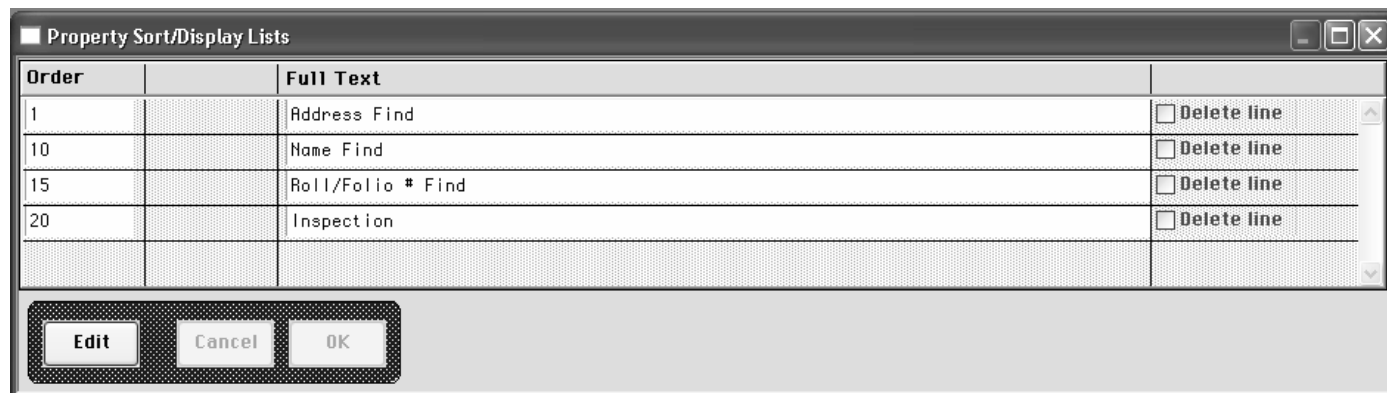 Property Sort/Display Lists
Order Full Text
1 Address Find Delete line
10 Name Find Delete line
15 Roll/Folio # Find Delete line
20 Inspection Delete line
Edit Cancel OK